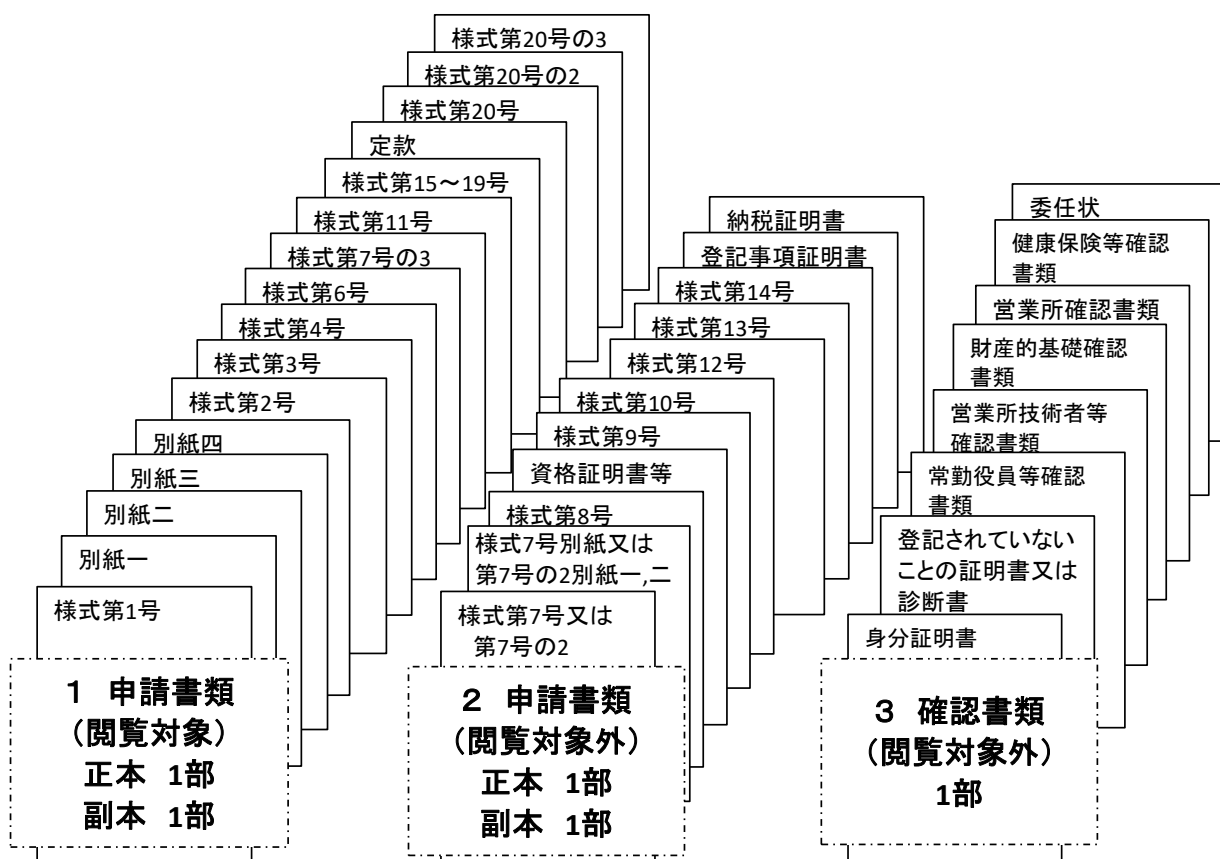 様式第20号の3
様式第20号の2
様式第20号
定款
様式第15～19号
様式第11号
様式第7号の3
様式第6号
様式第4号
様式第3号
様式第2号
別紙四
別紙三
別紙二
別紙一
様式第1号
1 申請書類
（閲覧対象）
正本 1部
副本 1部
納税証明書
登記事項証明書
様式第14号
様式第13号
様式第12号
様式第10号
様式第9号
資格証明書等
様式第8号
様式7号別紙又は
第7号の2別紙一,二
様式第7号又は
第7号の2
2 申請書類
（閲覧対象外）
正本 1部
副本 1部
委任状
健康保険等確認
書類
営業所確認書類
財産的基礎確認
書類
営業所技術者等
確認書類
常勤役員等確認
書類
登記されていない
ことの証明書又は
診断書
身分証明書
3 確認書類
（閲覧対象外）
1部